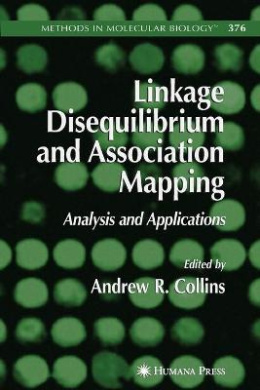 METHODS IN MOLECULAR BIOLOGY™ 376
Linkage
Disequilibrium
and Association
Mapping
Analysis and Applications
Edited by
Andrew R. Collins
HUMANA PRESS